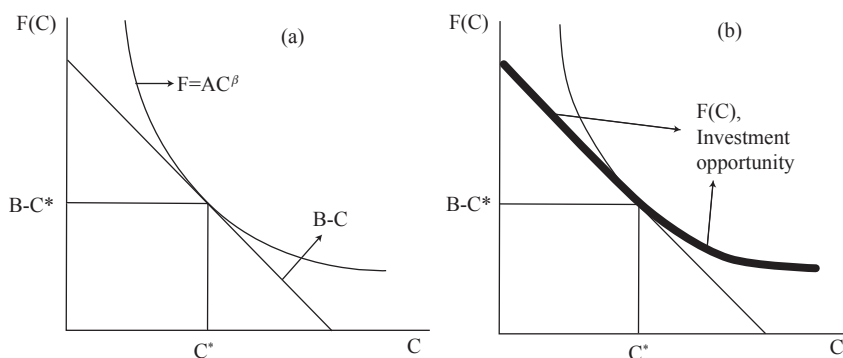 F(C)
(a)
F=AC^β
B-C*
B-C
C*
C
F(C)
(b)
F(C),
Investment
opportunity
B-C*
C*
C